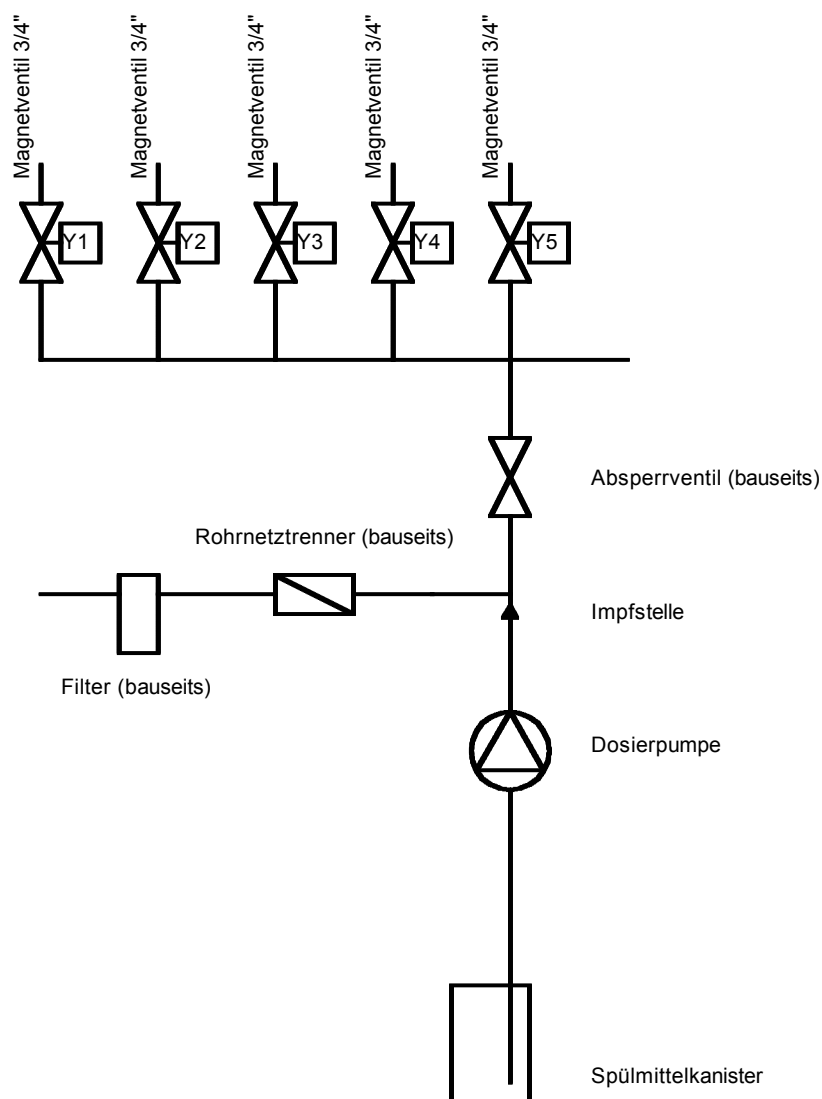 Magnetventil 3/4"
Magnetventil 3/4"
Magnetventil 3/4"
Magnetventil 3/4"
Magnetventil 3/4"
Y1
Y2
Y3
Y4
Y5
Absperrventil (bauseits)
Rohrnetztrenner (bauseits)
Impfstelle
Filter (bauseits)
Dosierpumpe
Spülmittelkanister